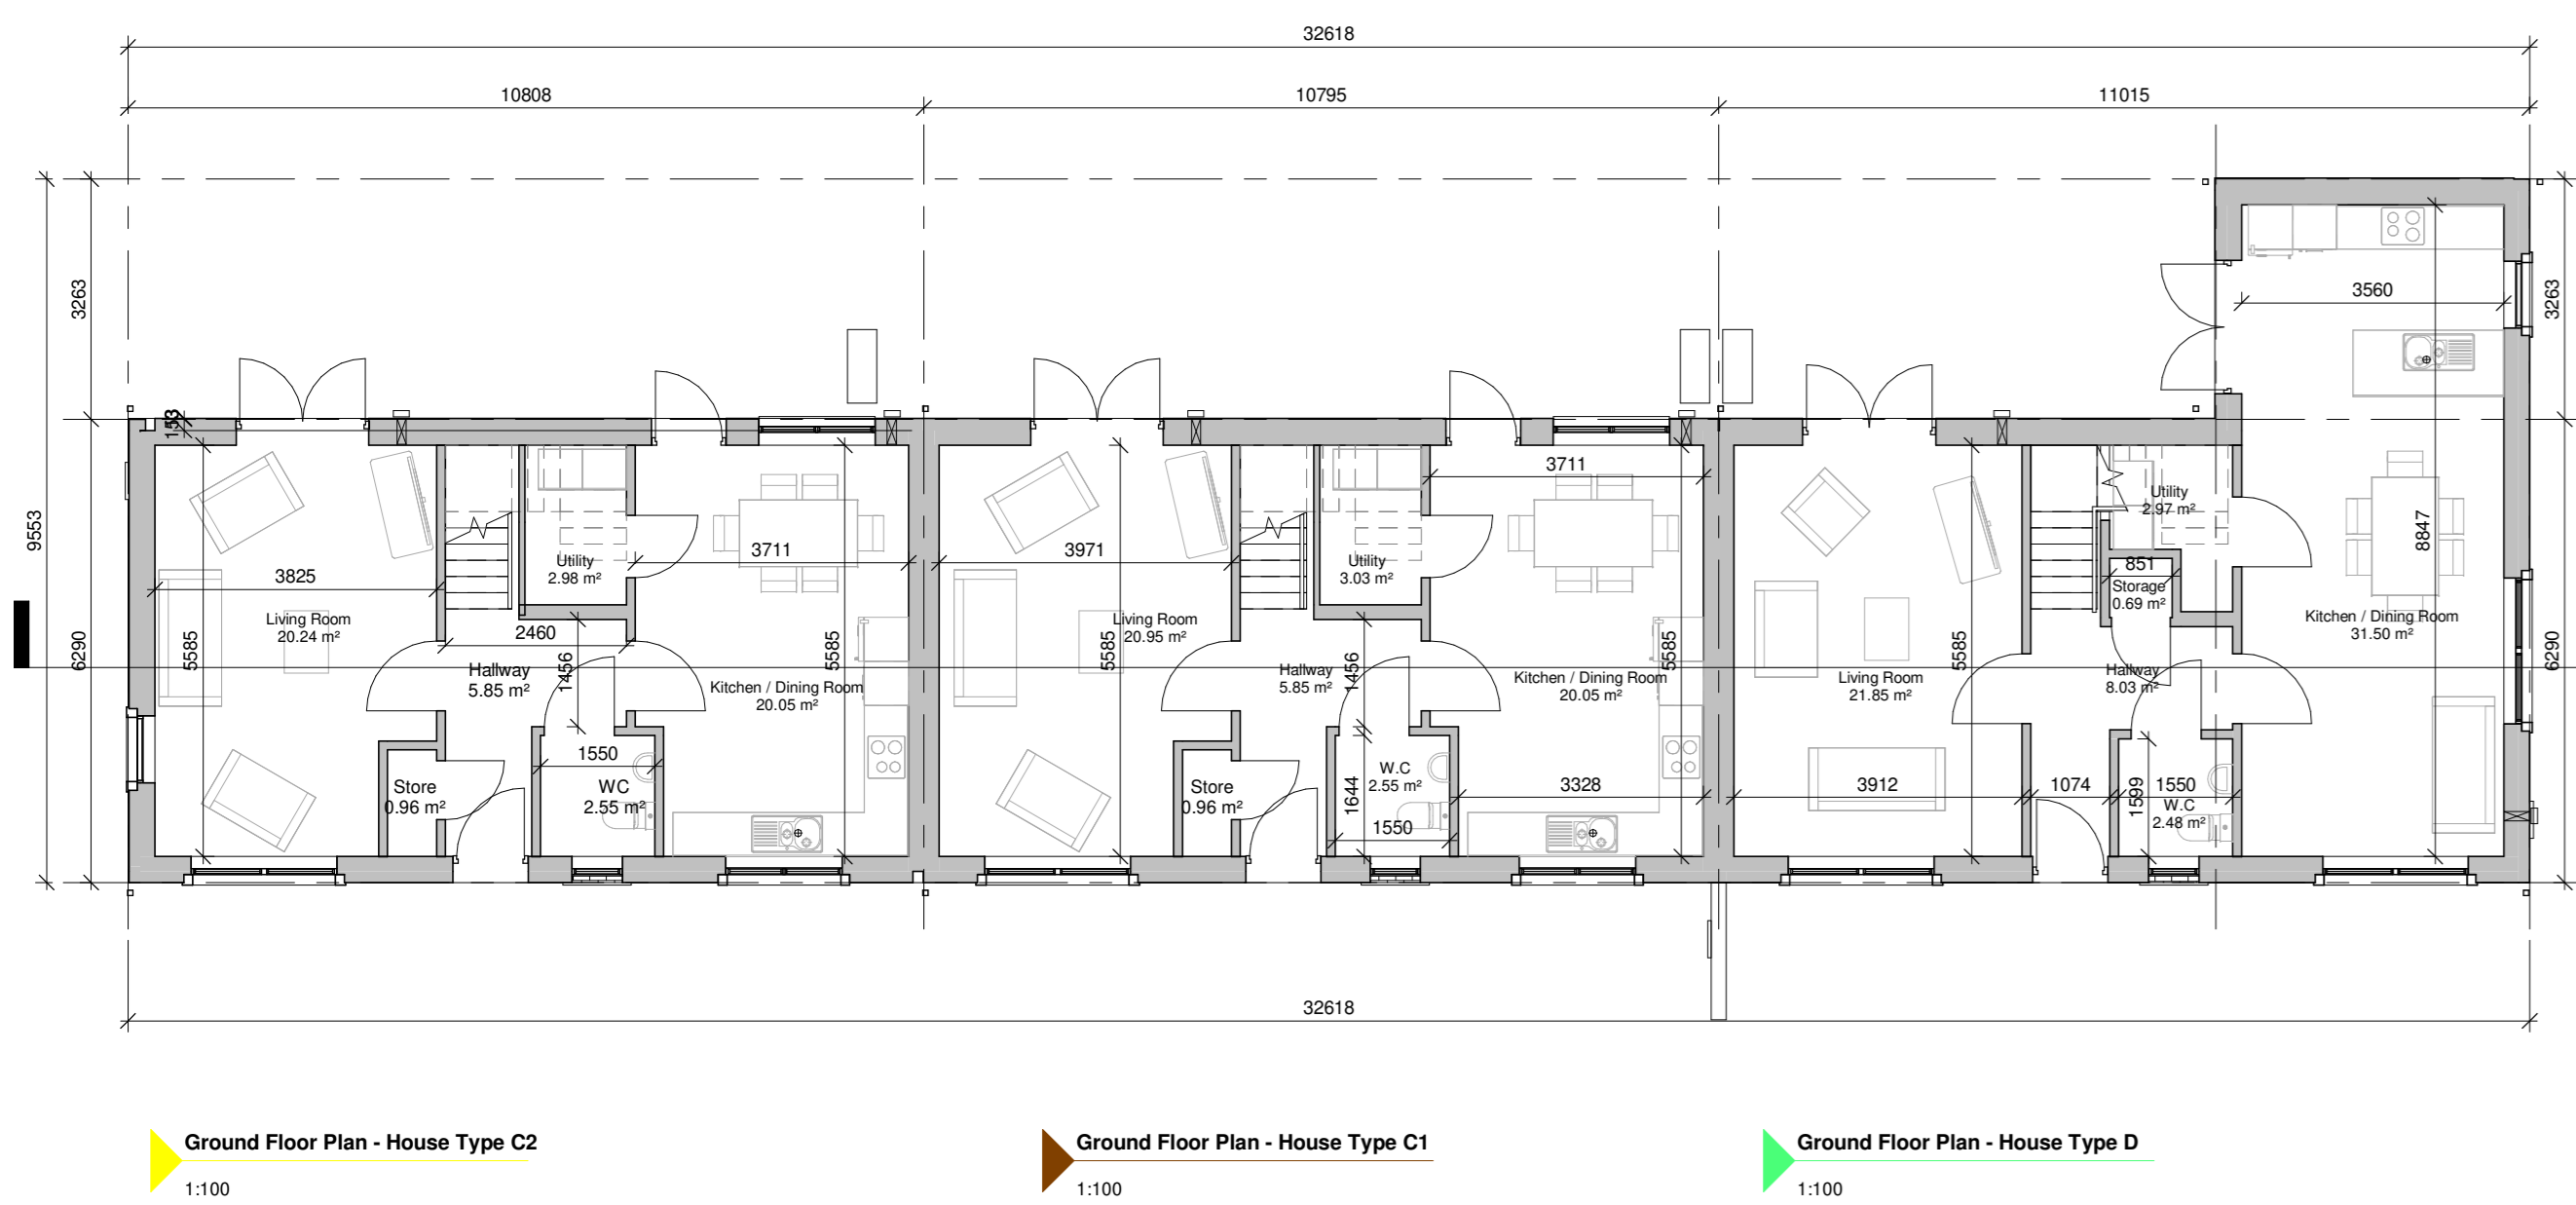 32618
10808
10795
11015
3263
3560
3263
153
9553
3711
3711
3971
3825
Utility
2.98 m²
Utility
3.03 m²
Utility
2.97 m²
8847
851
Storage
0.69 m²
Living Room
20.24 m²
Living Room
20.95 m²
Kitchen / Dining Room
31.50 m²
2460
6290
5585
5585
5585
5585
5585
6290
Hallway
5.85 m²
1456
Kitchen / Dining Room
20.05 m²
Hallway
5.85 m²
1456
Kitchen / Dining Room
20.05 m²
Living Room
21.85 m²
Hallway
8.03 m²
1550
Store
0.96 m²
WC
2.55 m²
Store
0.96 m²
W.C
2.55 m²
1644
1550
3328
3912
1074
1599
1550
W.C
2.48 m²
32618
Ground Floor Plan - House Type C2
1:100
Ground Floor Plan - House Type C1
1:100
Ground Floor Plan - House Type D
1:100